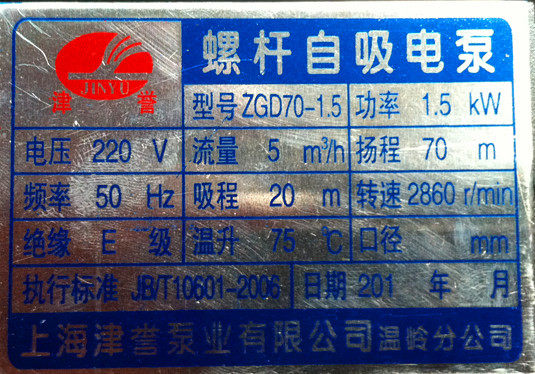 螺杆自吸电泵
JINYU
津誉
型号 ZGD70-1.5 功率 1.5 kW
电压 220 V 流量 5 m³/h 扬程 70 m
频率 50 Hz 吸程 20 m 转速 2860 r/min
绝缘 E 级 温升 75 ℃ 口径 mm
执行标准 JB/T10601-2006 日期 201 年 月
上海津誉泵业有限公司温岭分公司